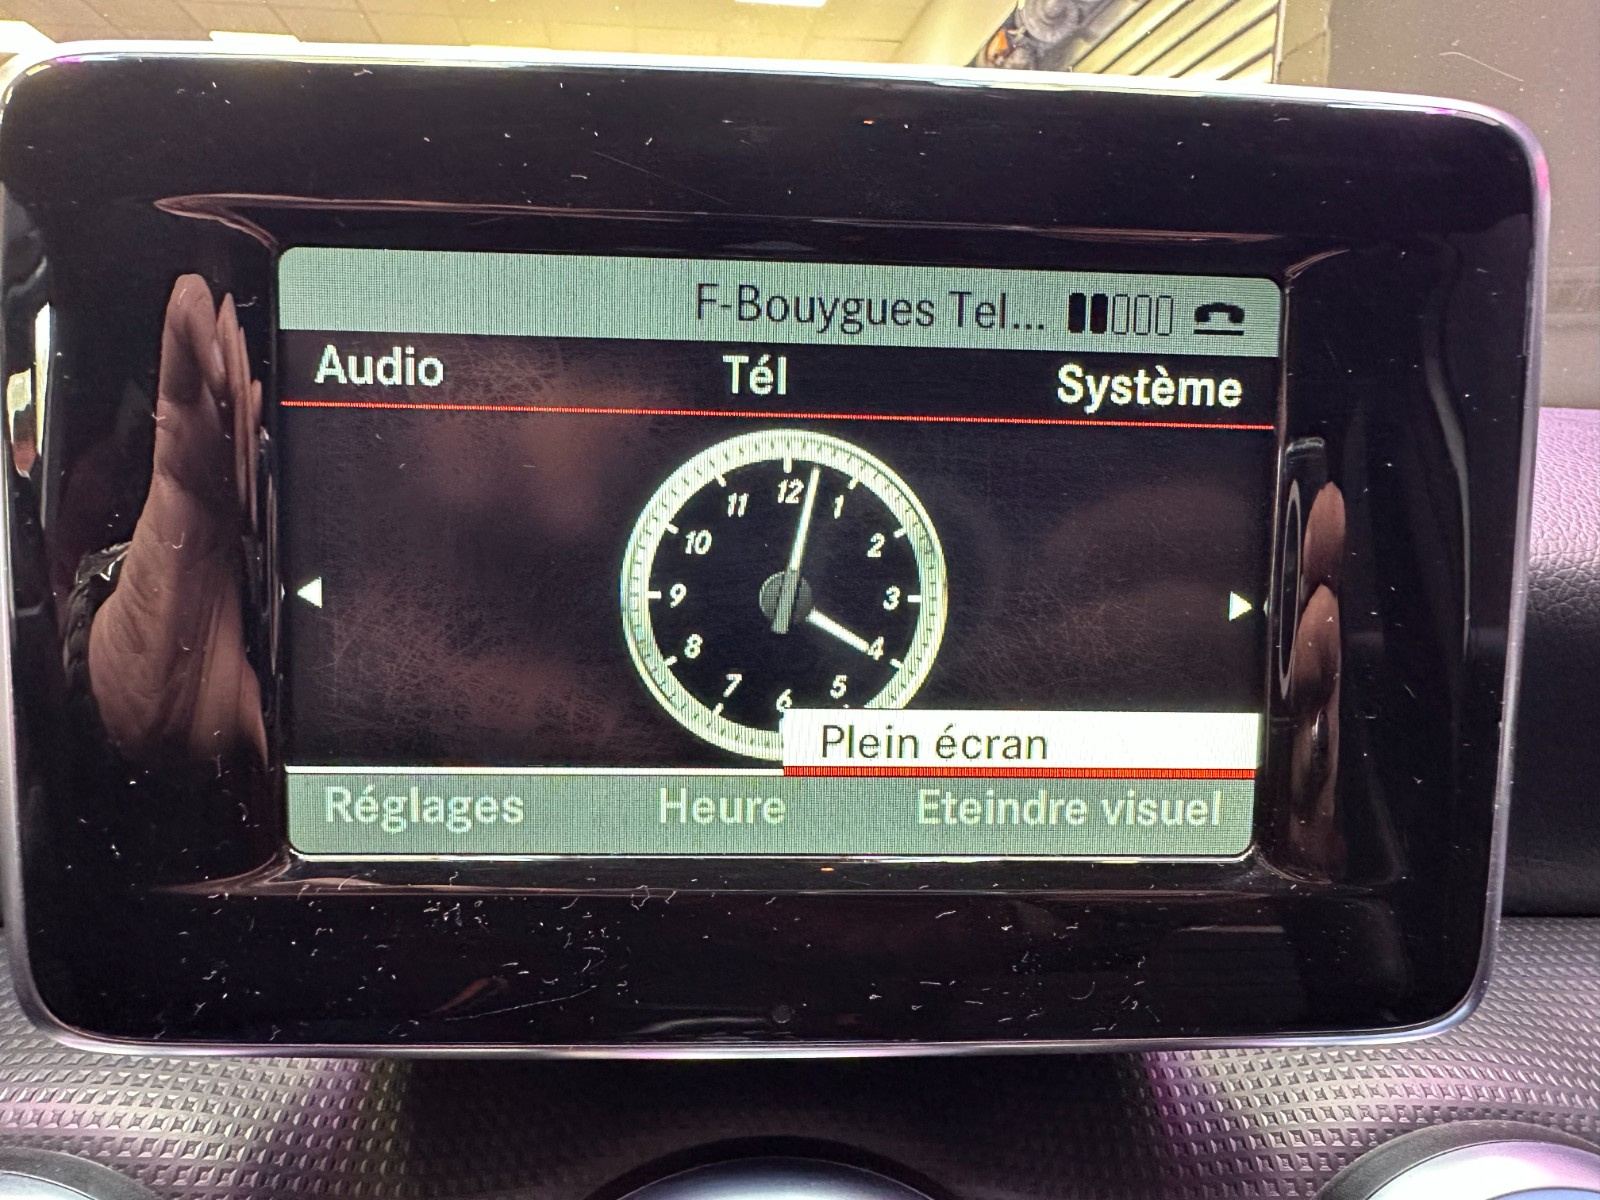 F-Bouygues Tel...
Audio Tél Système
12
11 1
10 2
9 3
8 4
7 5
6
Plein écran
Réglages Heure Eteindre visuel